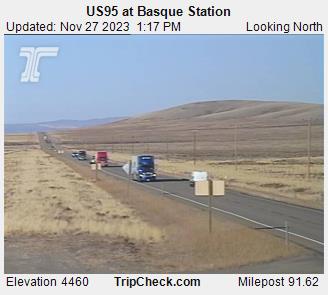 US95 at Basque Station
Updated: Nov 27 2023 1:17 PM Looking North
Elevation 4460 TripCheck.com Milepost 91.62